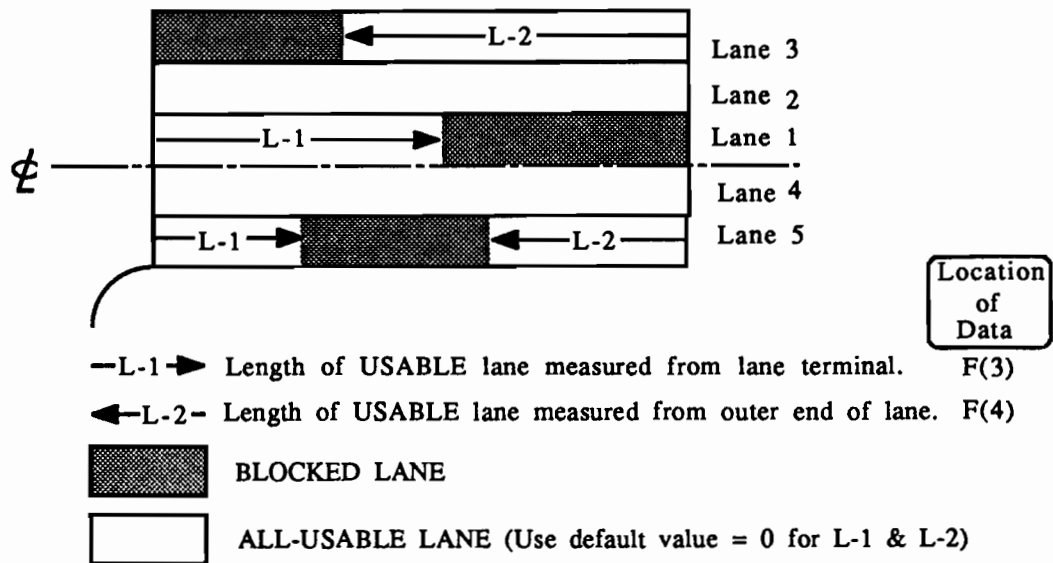 L-2
Lane 3
Lane 2
L-1
Lane 1
℄
Lane 4
L-1
L-2
Lane 5
Location
of
Data
L-1 Length of USABLE lane measured from lane terminal. F(3)
L-2 Length of USABLE lane measured from outer end of lane. F(4)
BLOCKED LANE
ALL-USABLE LANE (Use default value = 0 for L-1 & L-2)